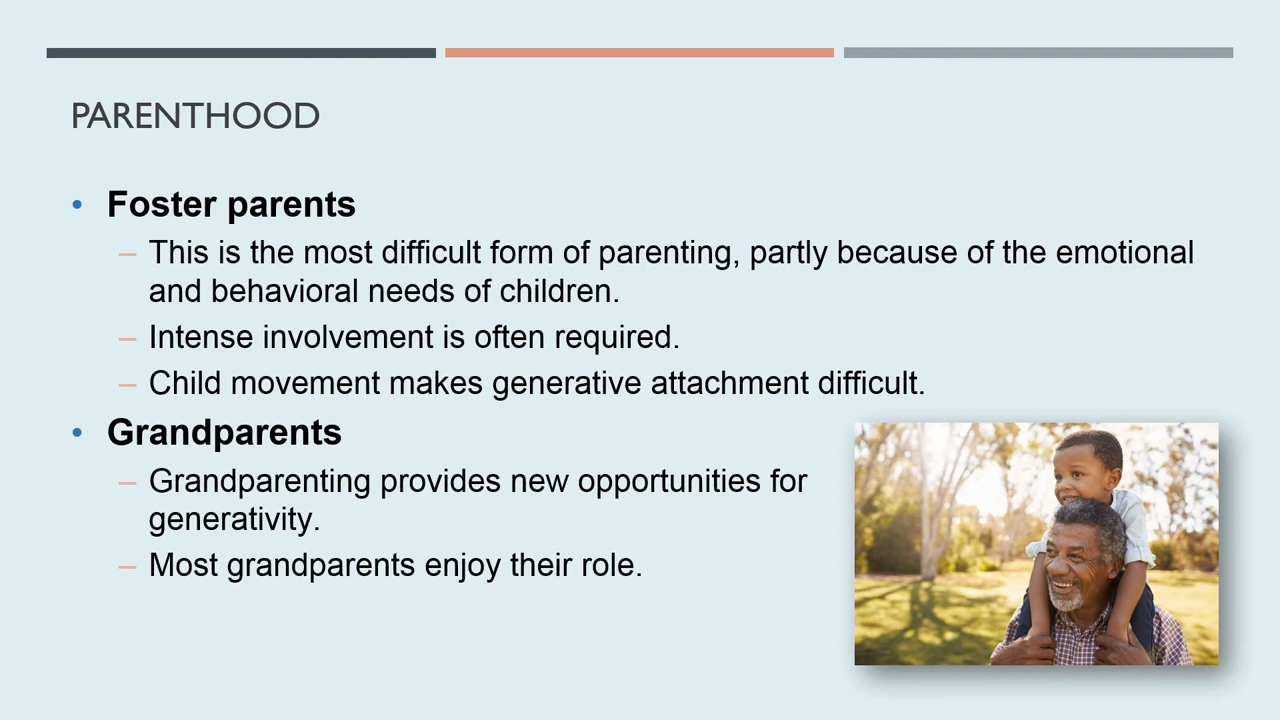 PARENTHOOD
• Foster parents
– This is the most difficult form of parenting, partly because of the emotional
and behavioral needs of children.
– Intense involvement is often required.
– Child movement makes generative attachment difficult.
• Grandparents
– Grandparenting provides new opportunities for
generativity.
– Most grandparents enjoy their role.